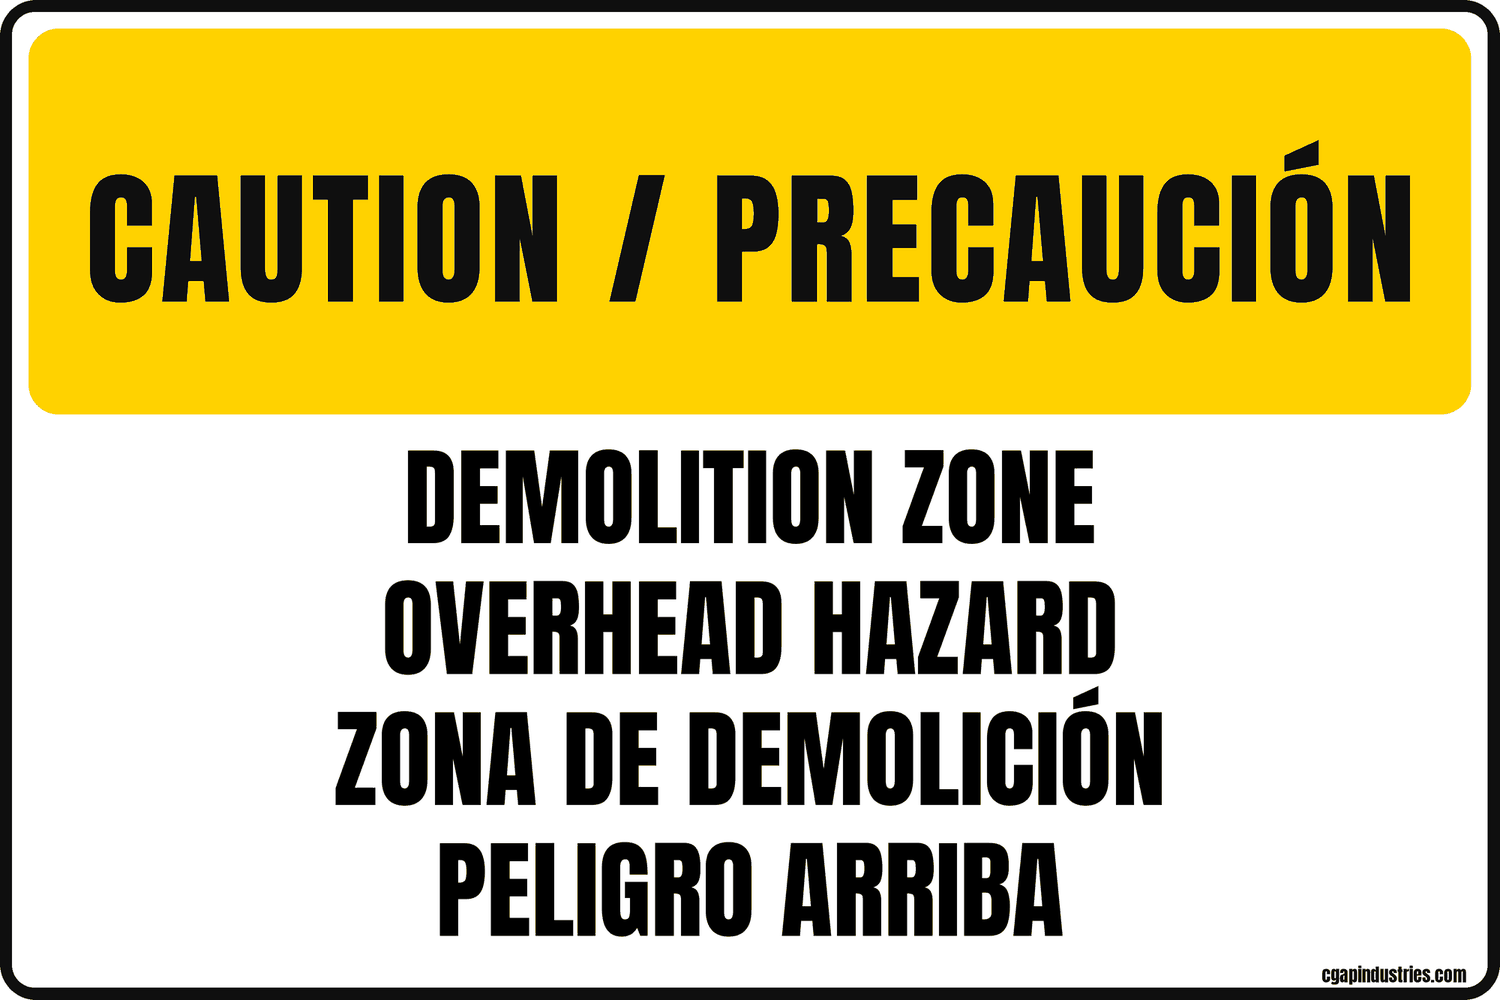 CAUTION / PRECAUCIÓN
DEMOLITION ZONE
OVERHEAD HAZARD
ZONA DE DEMOLICIÓN
PELIGRO ARRIBA
cgapindustries.com